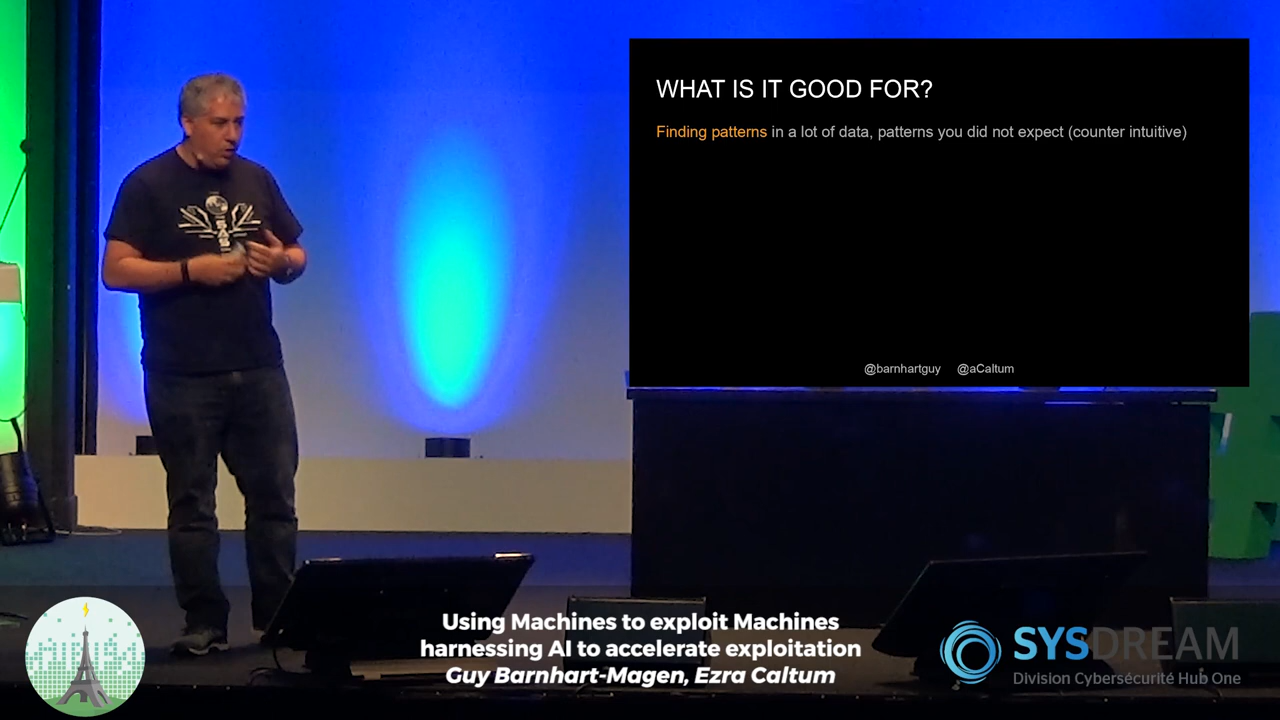 WHAT IS IT GOOD FOR?
Finding patterns in a lot of data, patterns you did not expect (counter intuitive)
@barnhartguy @aCaltum
SAS
Using Machines to exploit Machines
harnessing AI to accelerate exploitation
Guy Barnhart-Magen, Ezra Caltum
SYSDREAM
Division Cybersécurité Hub One